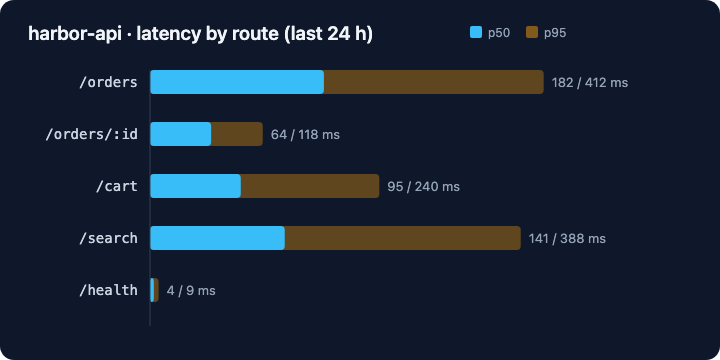 harbor-api · latency by route (last 24 h)
p50
p95
/orders
182 / 412 ms
/orders/:id
64 / 118 ms
/cart
95 / 240 ms
/search
141 / 388 ms
/health
4 / 9 ms